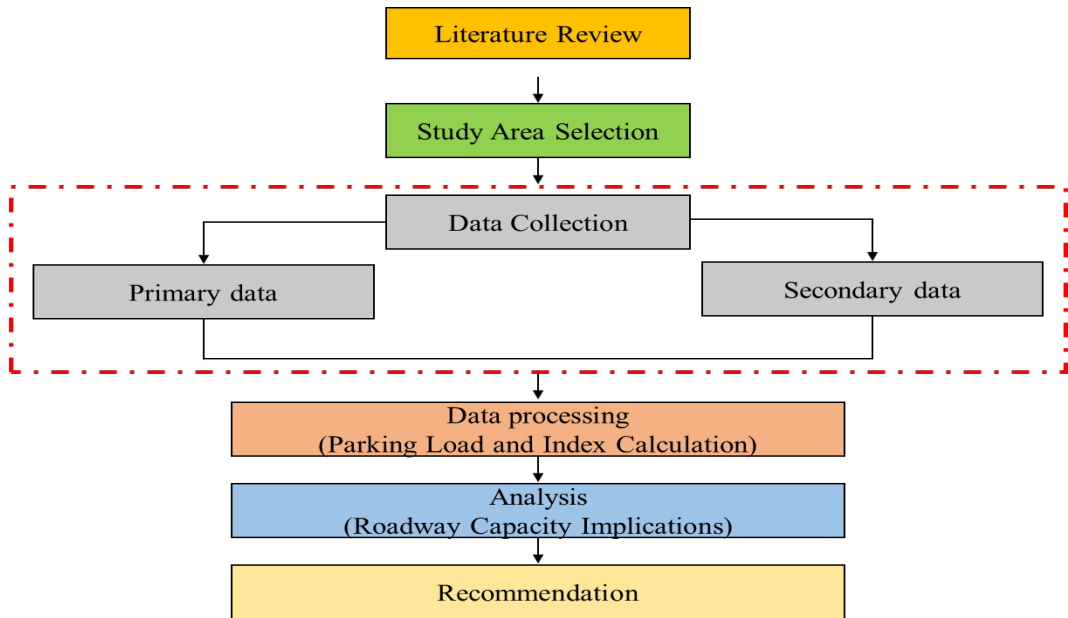 Literature Review
Study Area Selection
Data Collection
Primary data
Secondary data
Data processing
(Parking Load and Index Calculation)
Analysis
(Roadway Capacity Implications)
Recommendation